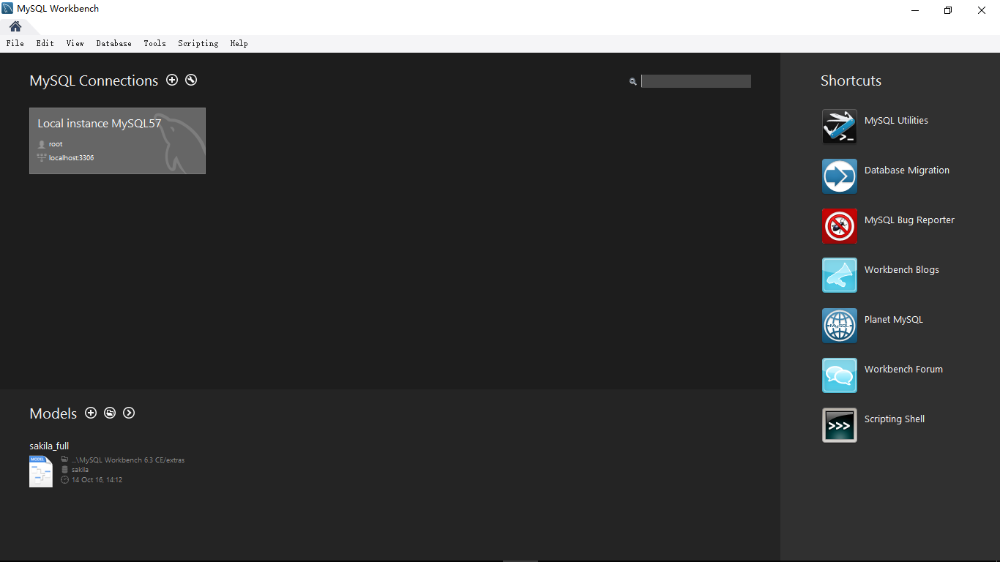 MySQL Workbench
File Edit View Database Tools Scripting Help
MySQL Connections
Local instance MySQL57
root
localhost:3306
Shortcuts
MySQL Utilities
Database Migration
MySQL Bug Reporter
Workbench Blogs
MySQL
Planet MySQL
Workbench Forum
>>>
Scripting Shell
Models
sakila_full
MODEL
...\MySQL Workbench 6.3 CE/extras
sakila
14 Oct 16, 14:12